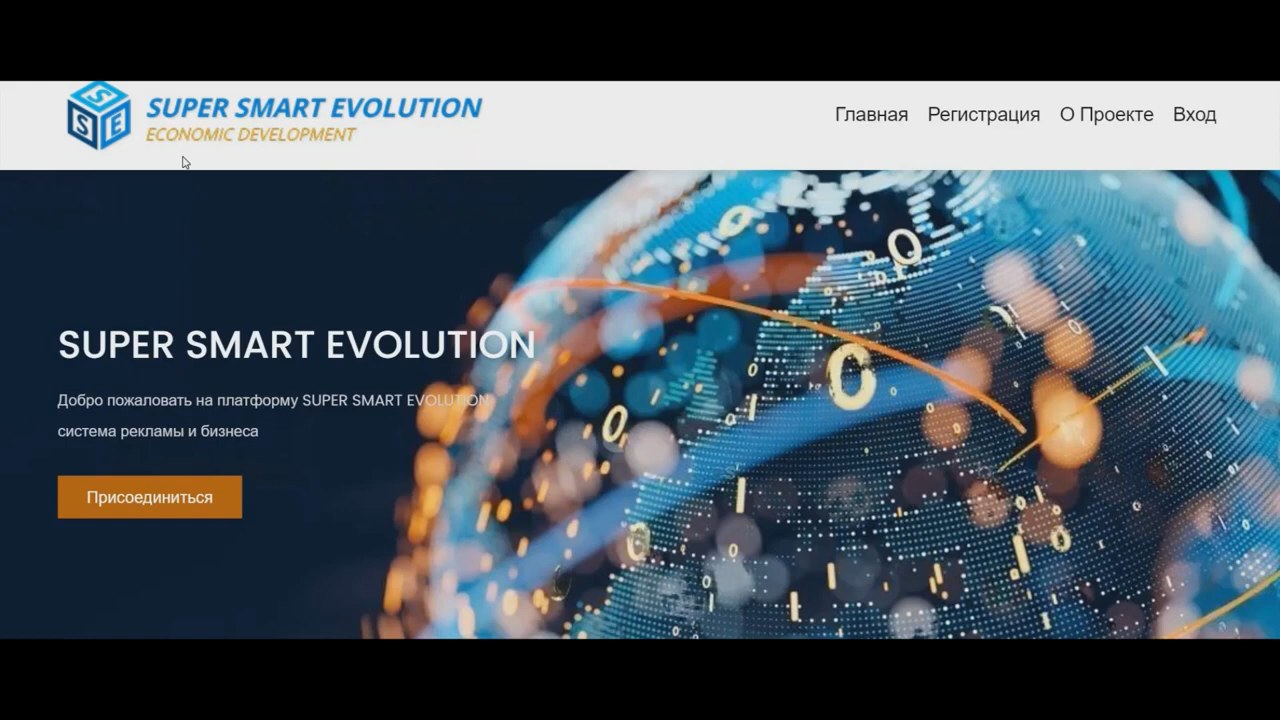 SUPER SMART EVOLUTION
ECONOMIC DEVELOPMENT
S S E
Главная Регистрация О Проекте Вход
SUPER SMART EVOLUTION
Добро пожаловать на платформу SUPER SMART EVOLUTION
система рекламы и бизнеса
Присоединиться